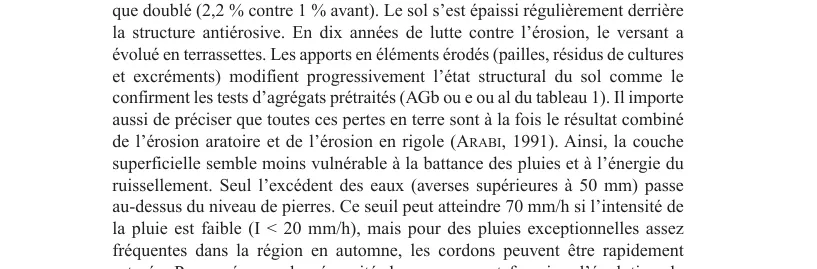 que doublé (2,2 % contre 1 % avant). Le sol s’est épaissi régulièrement derrière
la structure antiérosive. En dix années de lutte contre l’érosion, le versant a
évolué en terrassettes. Les apports en éléments érodés (pailles, résidus de cultures
et excréments) modifient progressivement l’état structural du sol comme le
confirment les tests d’agrégats prétraités (AGb ou e ou al du tableau 1). Il importe
aussi de préciser que toutes ces pertes en terre sont à la fois le résultat combiné
de l’érosion aratoire et de l’érosion en rigole (ARABI, 1991). Ainsi, la couche
superficielle semble moins vulnérable à la battance des pluies et à l’énergie du
ruissellement. Seul l’excédent des eaux (averses supérieures à 50 mm) passe
au-dessus du niveau de pierres. Ce seuil peut atteindre 70 mm/h si l’intensité de
la pluie est faible (I < 20 mm/h), mais pour des pluies exceptionnelles assez
fréquentes dans la région en automne, les cordons peuvent être rapidement